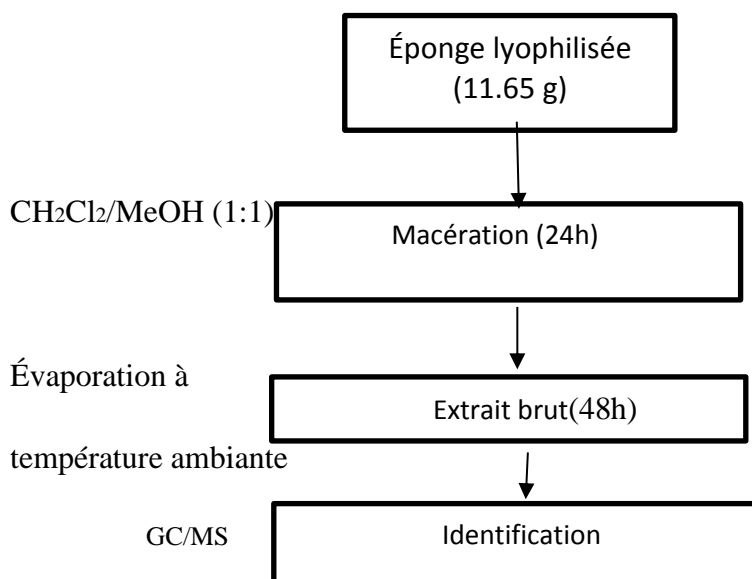 Éponge lyophilisée
(11.65 g)
CH₂Cl₂/MeOH (1:1)
Macération (24h)
Évaporation à
Extrait brut(48h)
température ambiante
GC/MS
Identification